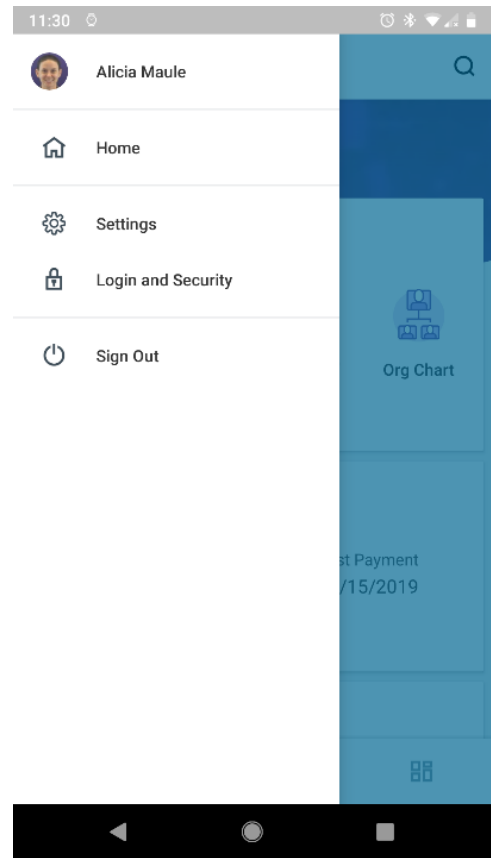 11:30
Alicia Maule
Home
Settings
Login and Security
Sign Out
Org Chart
st Payment
/15/2019